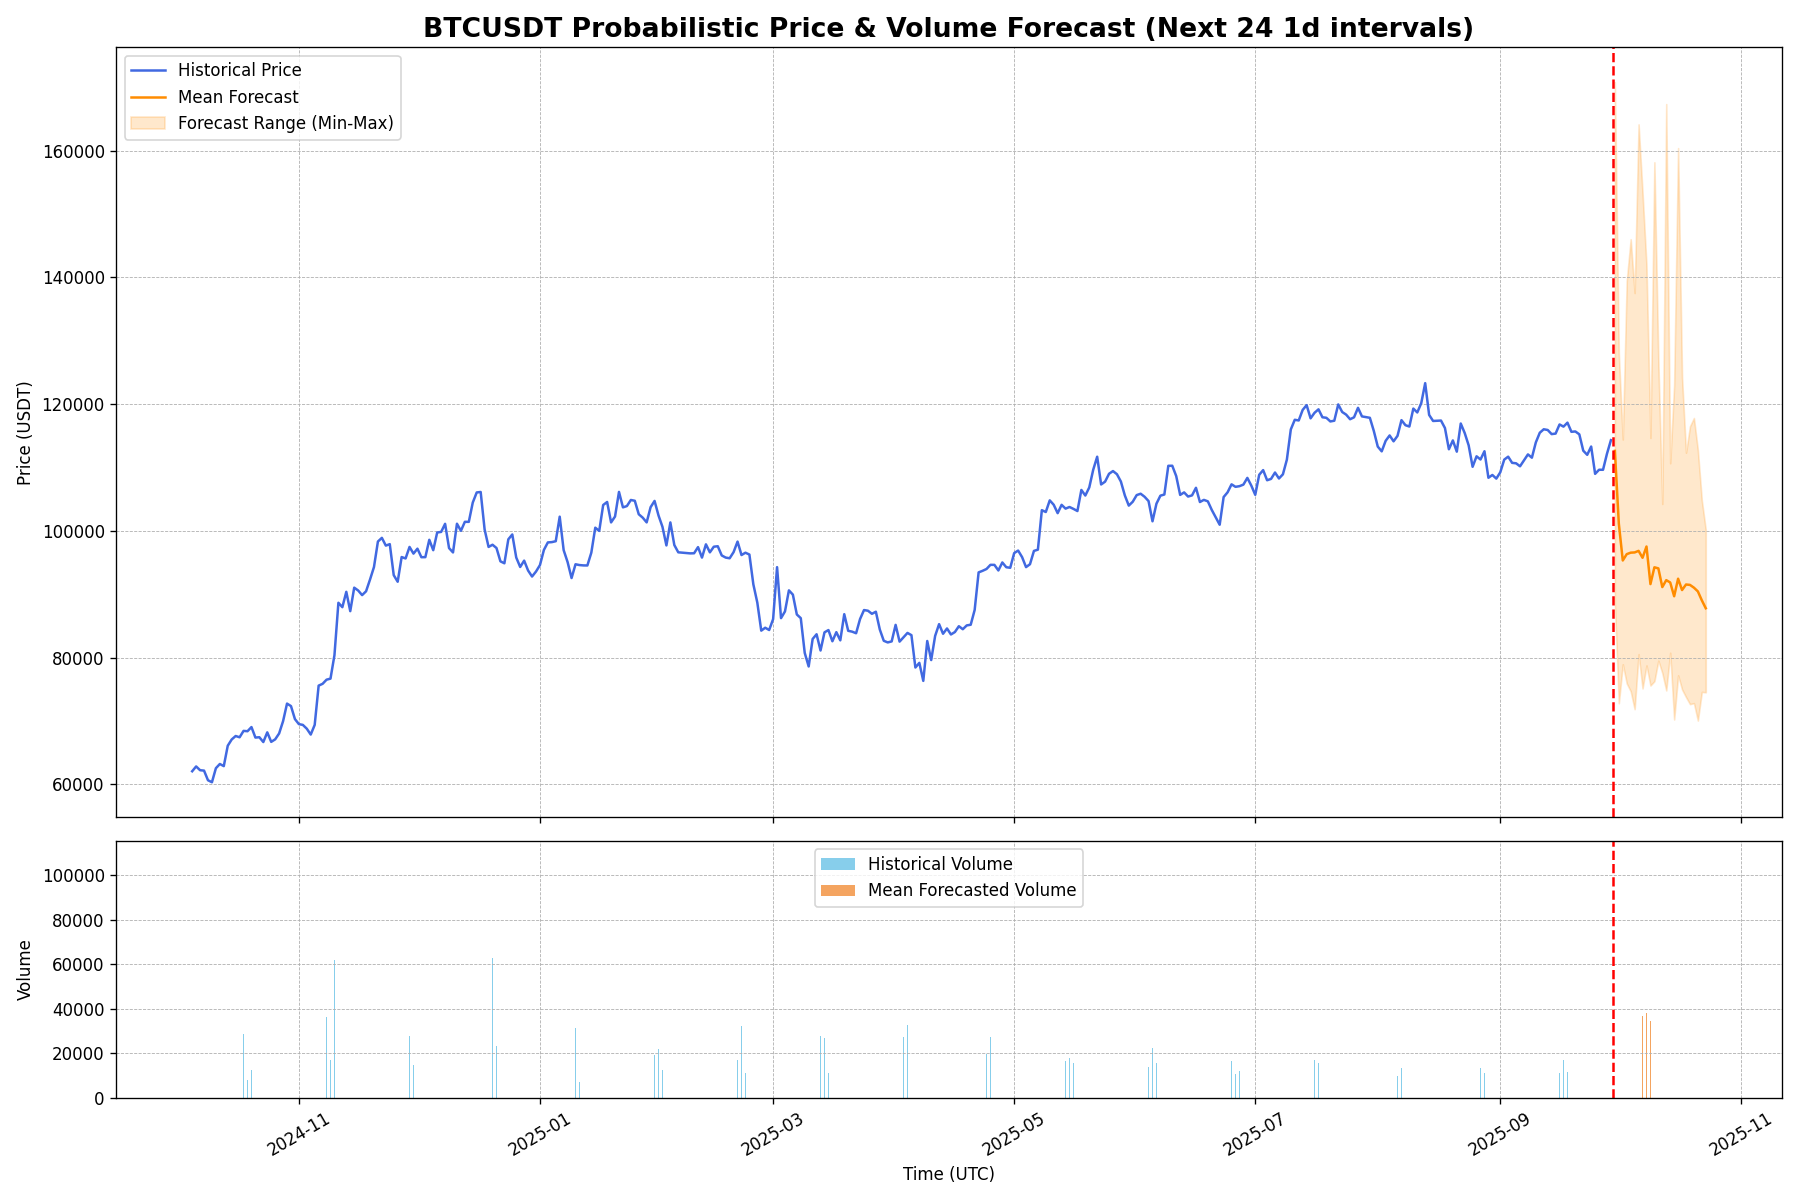 BTCUSDT Probabilistic Price & Volume Forecast (Next 24 1d intervals)
Historical Price
Mean Forecast
Forecast Range (Min-Max)
Price (USDT)
160000
140000
120000
100000
80000
60000
Historical Volume
Mean Forecasted Volume
Volume
100000
80000
60000
40000
20000
0
2024-11
2025-01
2025-03
2025-05
2025-07
2025-09
2025-11
Time (UTC)